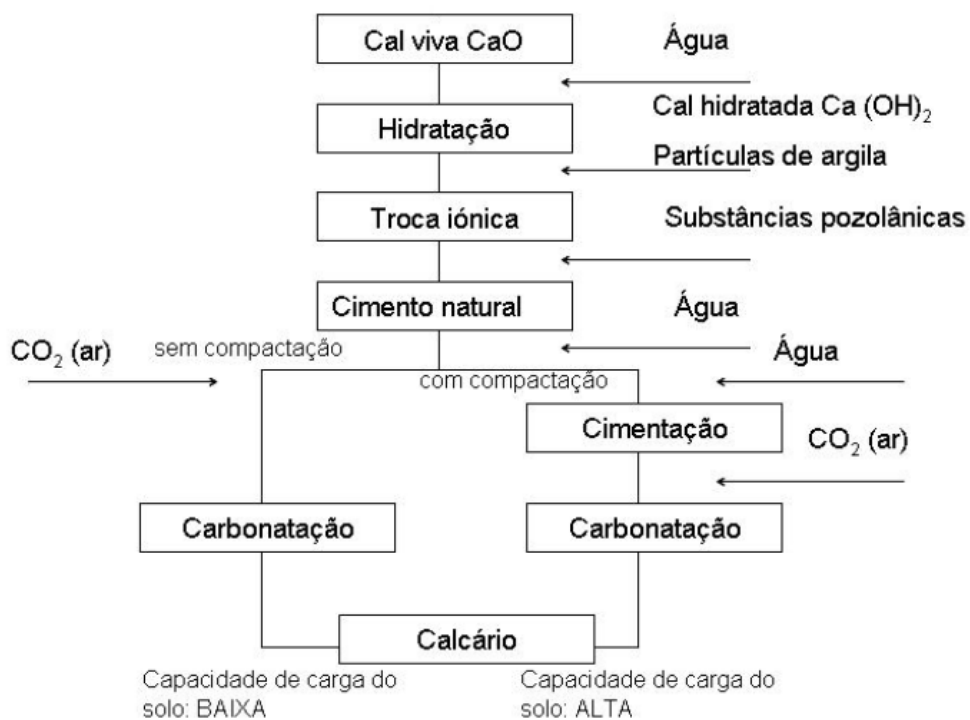 Cal viva CaO
Água
Cal hidratada Ca (OH)₂
Hidratação
Partículas de argila
Troca iónica
Substâncias pozolânicas
Cimento natural
Água
CO₂ (ar)
sem compactação
Água
com compactação
Cimentação
CO₂ (ar)
Carbonatação
Carbonatação
Calcário
Capacidade de carga do
solo: BAIXA
Capacidade de carga do
solo: ALTA